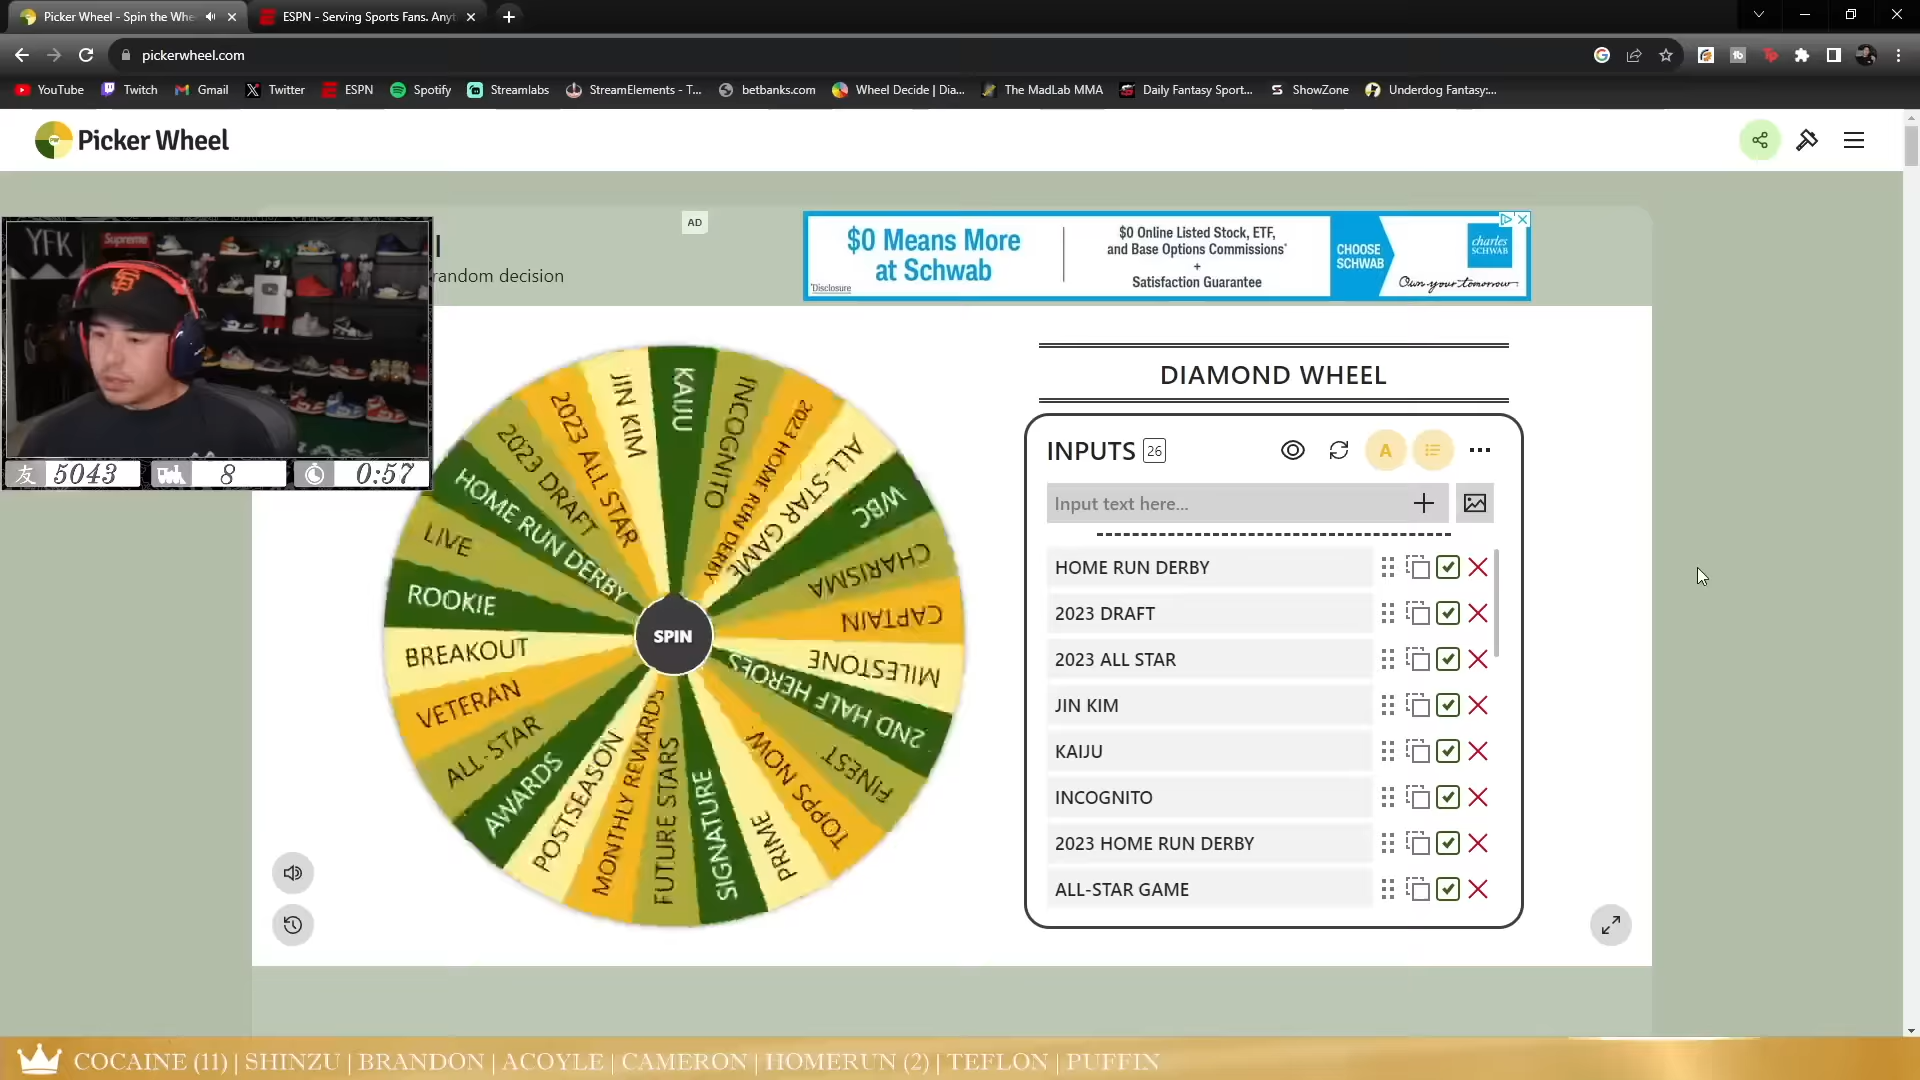 Picker Wheel - Spin the Whe
ESPN - Serving Sports Fans. Anyt
pickerwheel.com
YouTube
Twitch
Gmail
Twitter
ESPN
Spotify
Streamlabs
StreamElements - T...
betbanks.com
Wheel Decide | Dia...
The MadLab MMA
Daily Fantasy Sport...
ShowZone
Underdog Fantasy:...
Picker Wheel
AD
random decision
$0 Means More
at Schwab
Disclosure
$0 Online Listed Stock, ETF,
and Base Options Commissions*
+
Satisfaction Guarantee
CHOOSE
SCHWAB
charles
SCHWAB
Own your tomorrow
YFK
Supreme
5043
8
0:57
KAIJU
INCOGNITO
2023 HOME RUN DERBY
ALL-STAR GAME
WBC
CHARISMA
CAPTAIN
MILESTONE
2ND HALF HEROES
FINEST
TOPPS NOW
PRIME
SIGNATURE
FUTURE STARS
MONTHLY REWARDS
POSTSEASON
AWARDS
ALL-STAR
VETERAN
BREAKOUT
ROOKIE
LIVE
HOME RUN DERBY
2023 DRAFT
2023 ALL STAR
JIN KIM
SPIN
DIAMOND WHEEL
INPUTS 26
A
Input text here...
HOME RUN DERBY
2023 DRAFT
2023 ALL STAR
JIN KIM
KAIJU
INCOGNITO
2023 HOME RUN DERBY
ALL-STAR GAME
COCAINE (11) | SHINZU | BRANDON | ACOYLE | CAMERON | HOMERUN (2) | TEFLON | PUFFIN